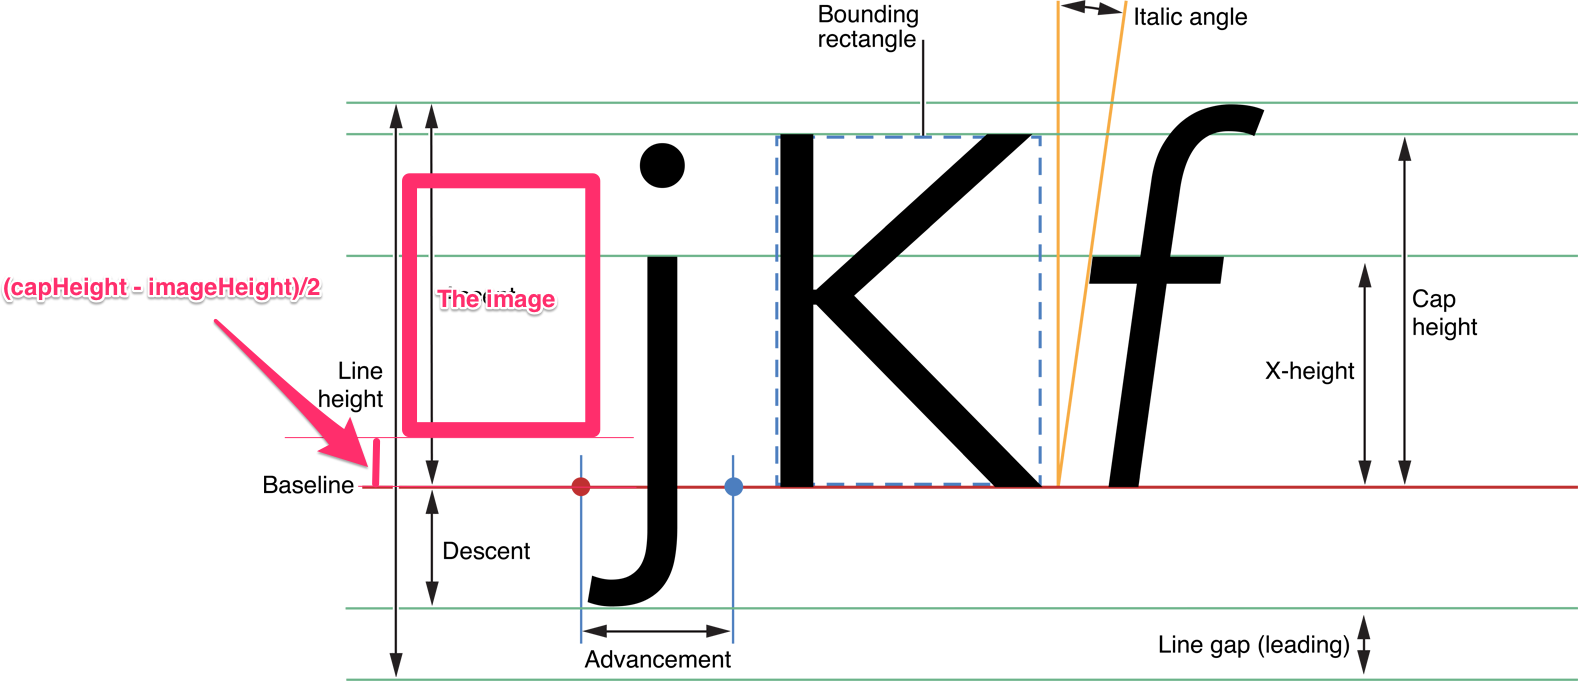 Bounding
rectangle
Italic angle
j K f
(capHeight - imageHeight)/2
The image
Cap
height
Line
height
X-height
Baseline
Descent
Advancement
Line gap (leading)